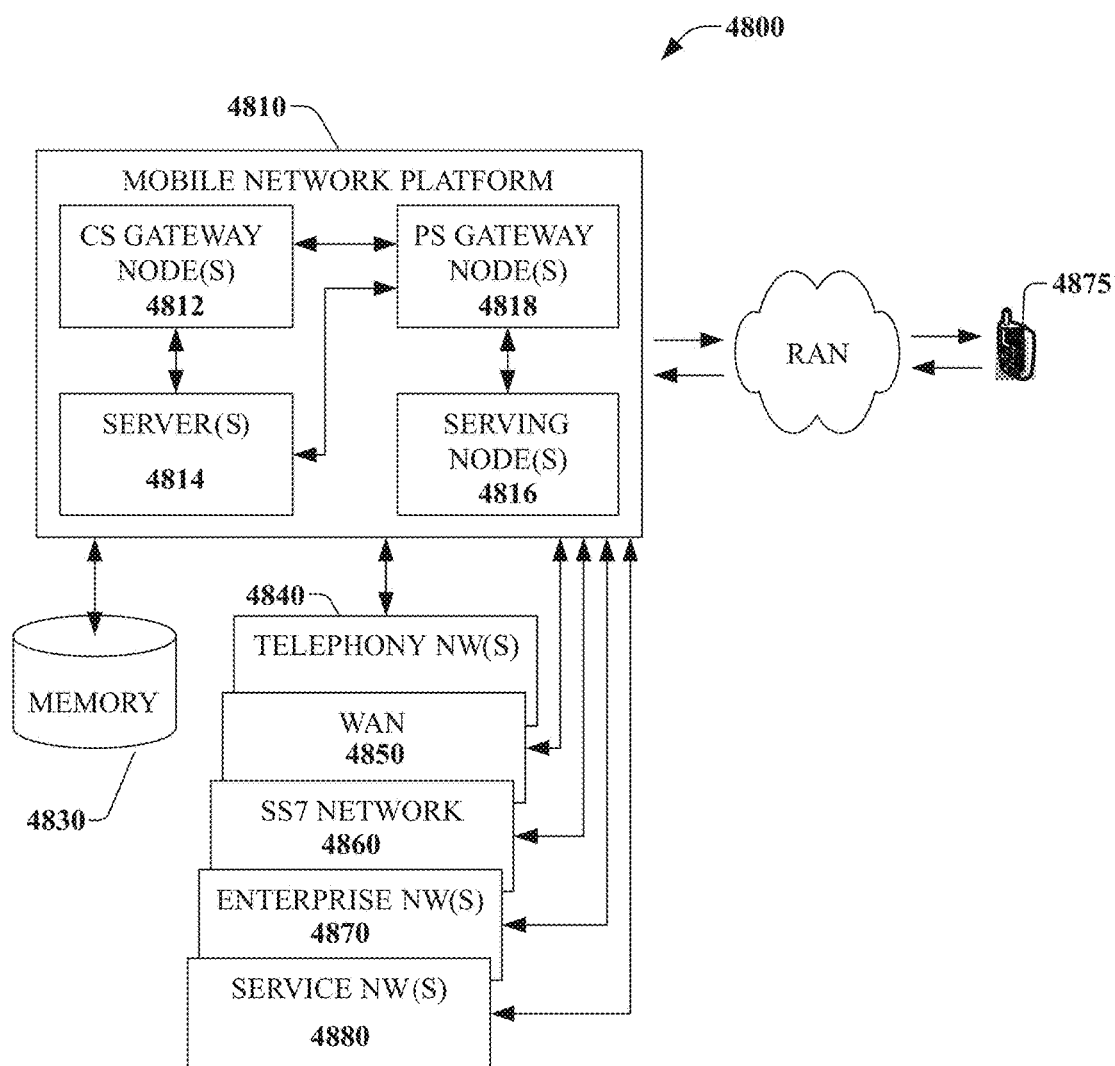 4800
4810
MOBILE NETWORK PLATFORM
CS GATEWAY
NODE(S)
4812
PS GATEWAY
NODE(S)
4818
SERVER(S)
4814
SERVING
NODE(S)
4816
RAN
4875
4840
TELEPHONY NW(S)
MEMORY
4830
WAN
4850
SS7 NETWORK
4860
ENTERPRISE NW(S)
4870
SERVICE NW(S)
4880